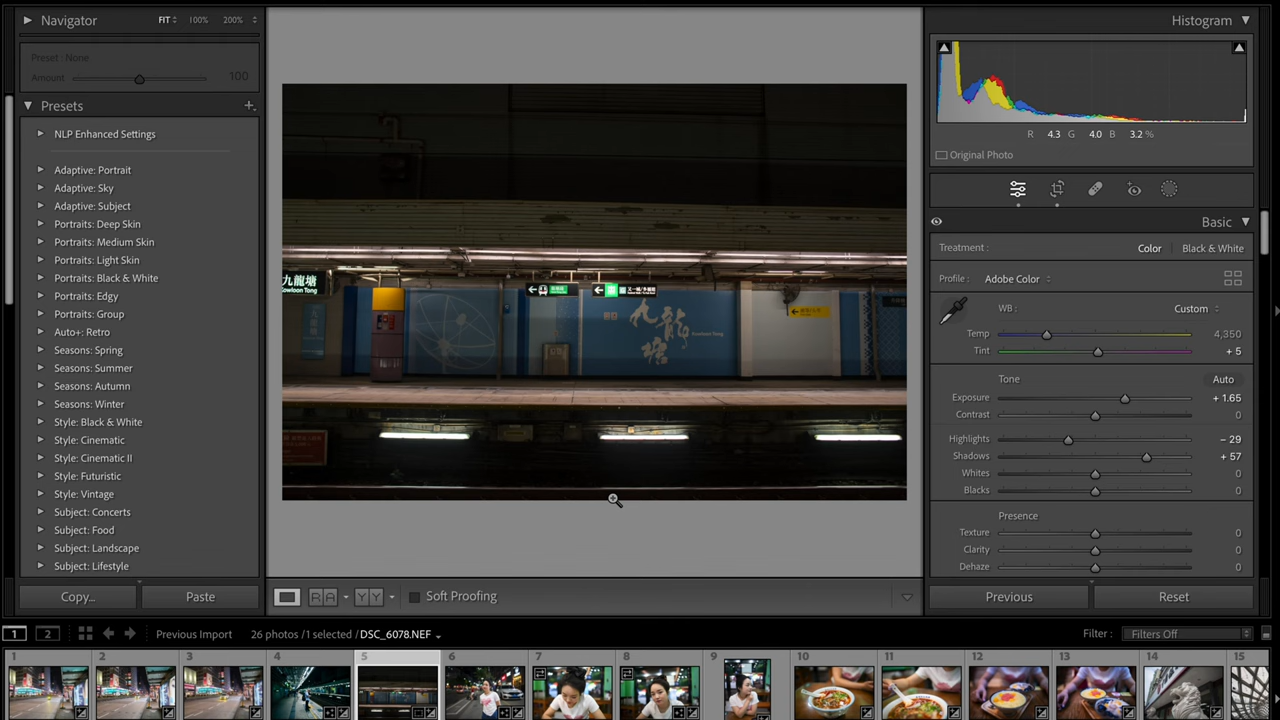 Navigator
FIT
100%
200%
Preset : None
Amount
100
Presets
NLP Enhanced Settings
Adaptive: Portrait
Adaptive: Sky
Adaptive: Subject
Portraits: Deep Skin
Portraits: Medium Skin
Portraits: Light Skin
Portraits: Black & White
Portraits: Edgy
Portraits: Group
Auto+: Retro
Seasons: Spring
Seasons: Summer
Seasons: Autumn
Seasons: Winter
Style: Black & White
Style: Cinematic
Style: Cinematic II
Style: Futuristic
Style: Vintage
Subject: Concerts
Subject: Food
Subject: Landscape
Subject: Lifestyle
Copy...
Paste
九龍塘
Kowloon Tong
九龍塘
Kowloon Tong
R A
Y Y
Soft Proofing
Histogram
R 4.3 G 4.0 B 3.2 %
Original Photo
Basic
Treatment :
Color
Black & White
Profile :
Adobe Color
WB :
Custom
Temp
4,350
Tint
+ 5
Tone
Auto
Exposure
+ 1.65
Contrast
0
Highlights
− 29
Shadows
+ 57
Whites
0
Blacks
0
Presence
Texture
0
Clarity
0
Dehaze
0
Previous
Reset
1
2
Previous Import
26 photos / 1 selected / DSC_6078.NEF
Filter :
Filters Off
1
2
3
4
5
6
7
8
9
10
11
12
13
14
15